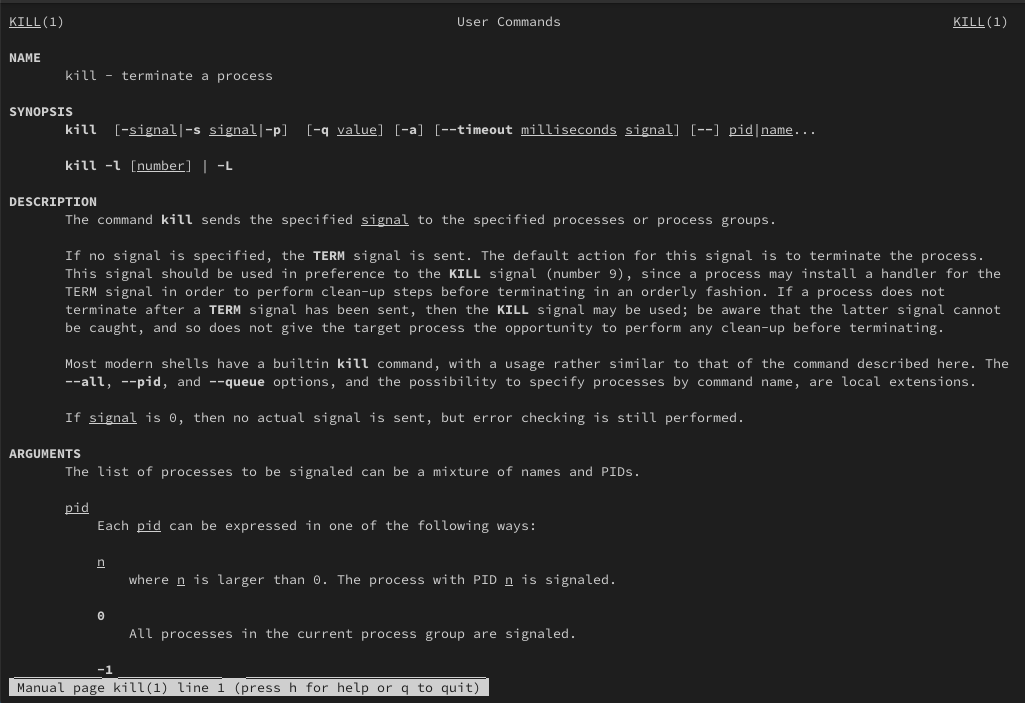 KILL(1) User Commands KILL(1)
NAME
kill - terminate a process
SYNOPSIS
kill [-signal|-s signal|-p] [-q value] [-a] [--timeout milliseconds signal] [--] pid|name...
kill -l [number] | -L
DESCRIPTION
The command kill sends the specified signal to the specified processes or process groups.
If no signal is specified, the TERM signal is sent. The default action for this signal is to terminate the process.
This signal should be used in preference to the KILL signal (number 9), since a process may install a handler for the
TERM signal in order to perform clean-up steps before terminating in an orderly fashion. If a process does not
terminate after a TERM signal has been sent, then the KILL signal may be used; be aware that the latter signal cannot
be caught, and so does not give the target process the opportunity to perform any clean-up before terminating.
Most modern shells have a builtin kill command, with a usage rather similar to that of the command described here. The
--all, --pid, and --queue options, and the possibility to specify processes by command name, are local extensions.
If signal is 0, then no actual signal is sent, but error checking is still performed.
ARGUMENTS
The list of processes to be signaled can be a mixture of names and PIDs.
pid
Each pid can be expressed in one of the following ways:
n
where n is larger than 0. The process with PID n is signaled.
0
All processes in the current process group are signaled.
-1
Manual page kill(1) line 1 (press h for help or q to quit)